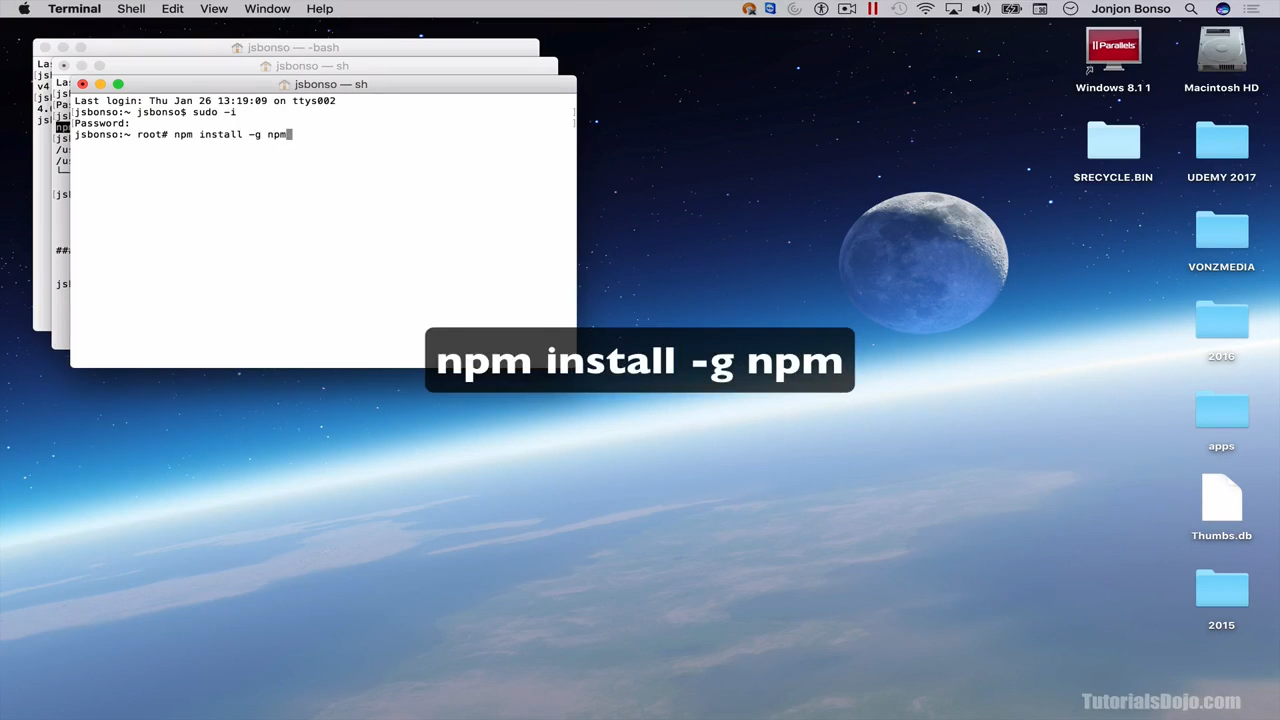 Terminal Shell Edit View Window Help Jonjon Bonso
jsbonso — -bash
jsbonso — sh
jsbonso — sh
Last login: Thu Jan 26 13:19:09 on ttys002
jsbonso:~ jsbonso$ sudo -i
Password:
jsbonso:~ root# npm install -g npm
npm install -g npm
Parallels
Windows 8.1 1
Macintosh HD
$RECYCLE.BIN
UDEMY 2017
VONZMEDIA
2016
apps
Thumbs.db
2015
TutorialsDojo.com